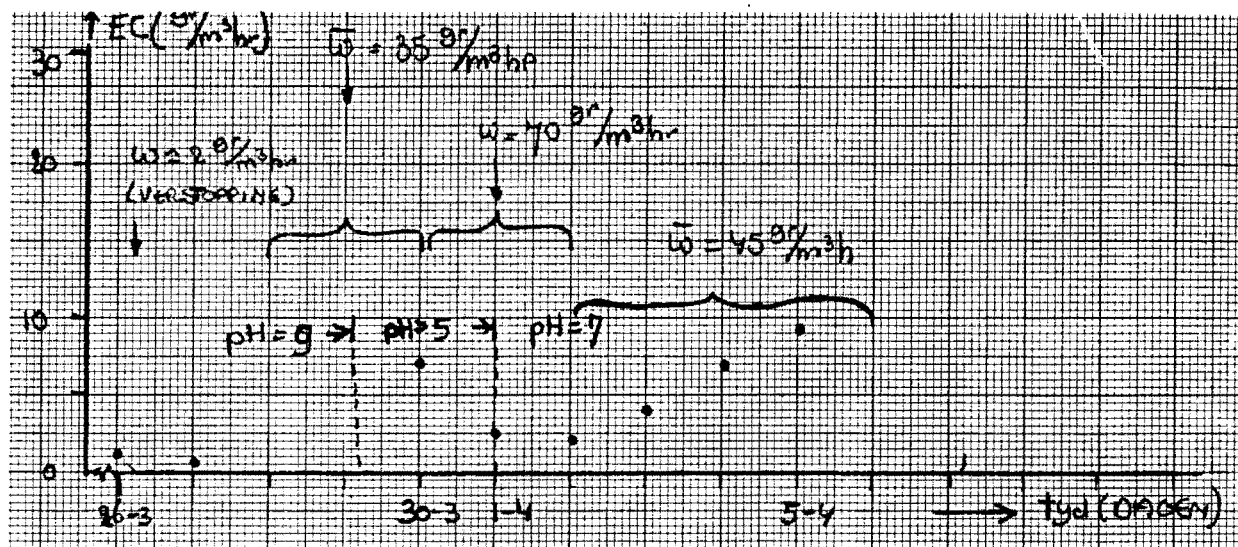 EC(gr/m³hr)
30
ω̄ = 35 gr/m³hr
ω = 70 gr/m³hr
20
ω = 2 gr/m³hr
(VERSTOPPING)
ω̄ = 45 gr/m³h
10
pH=9 → pH=5 → pH=7
0
26-3 30-3 1-4 5-4 → tyd (DAGEN)